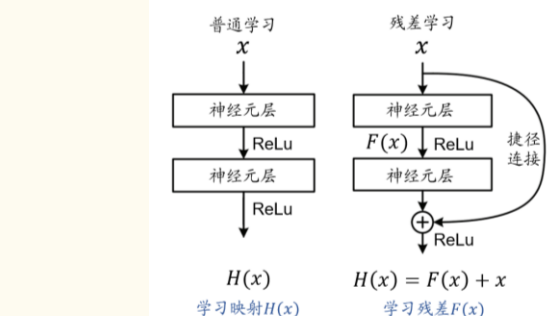 普通学习
x
神经元层
ReLu
神经元层
ReLu
H(x)
学习映射H(x)
残差学习
x
神经元层
F(x) ReLu
神经元层
捷径
连接
+
ReLu
H(x) = F(x) + x
学习残差F(x)